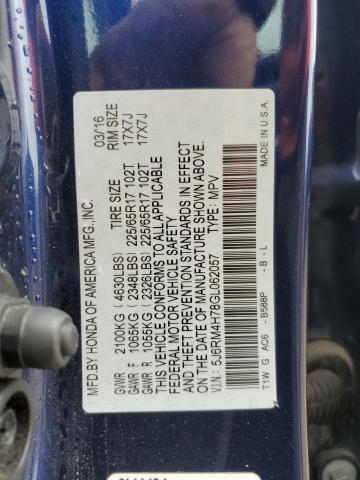 MFD.BY HONDA OF AMERICA MFG.,INC. 03/16
TIRE SIZE RIM SIZE
GVWR 2100KG (4630LBS)
GAWR F 1065KG (2348LBS) 225/65R17 102T 17X7J
GAWR R 1055KG (2326LBS) 225/65R17 102T 17X7J
THIS VEHICLE CONFORMS TO ALL APPLICABLE
FEDERAL MOTOR VEHICLE SAFETY
AND THEFT PREVENTION STANDARDS IN EFFECT
ON THE DATE OF MANUFACTURE SHOWN ABOVE.
V.I.N.: 5J6RM4H78GL062057 TYPE: MPV
T1W G AC6 - B588P - B - L MADE IN U.S.A.